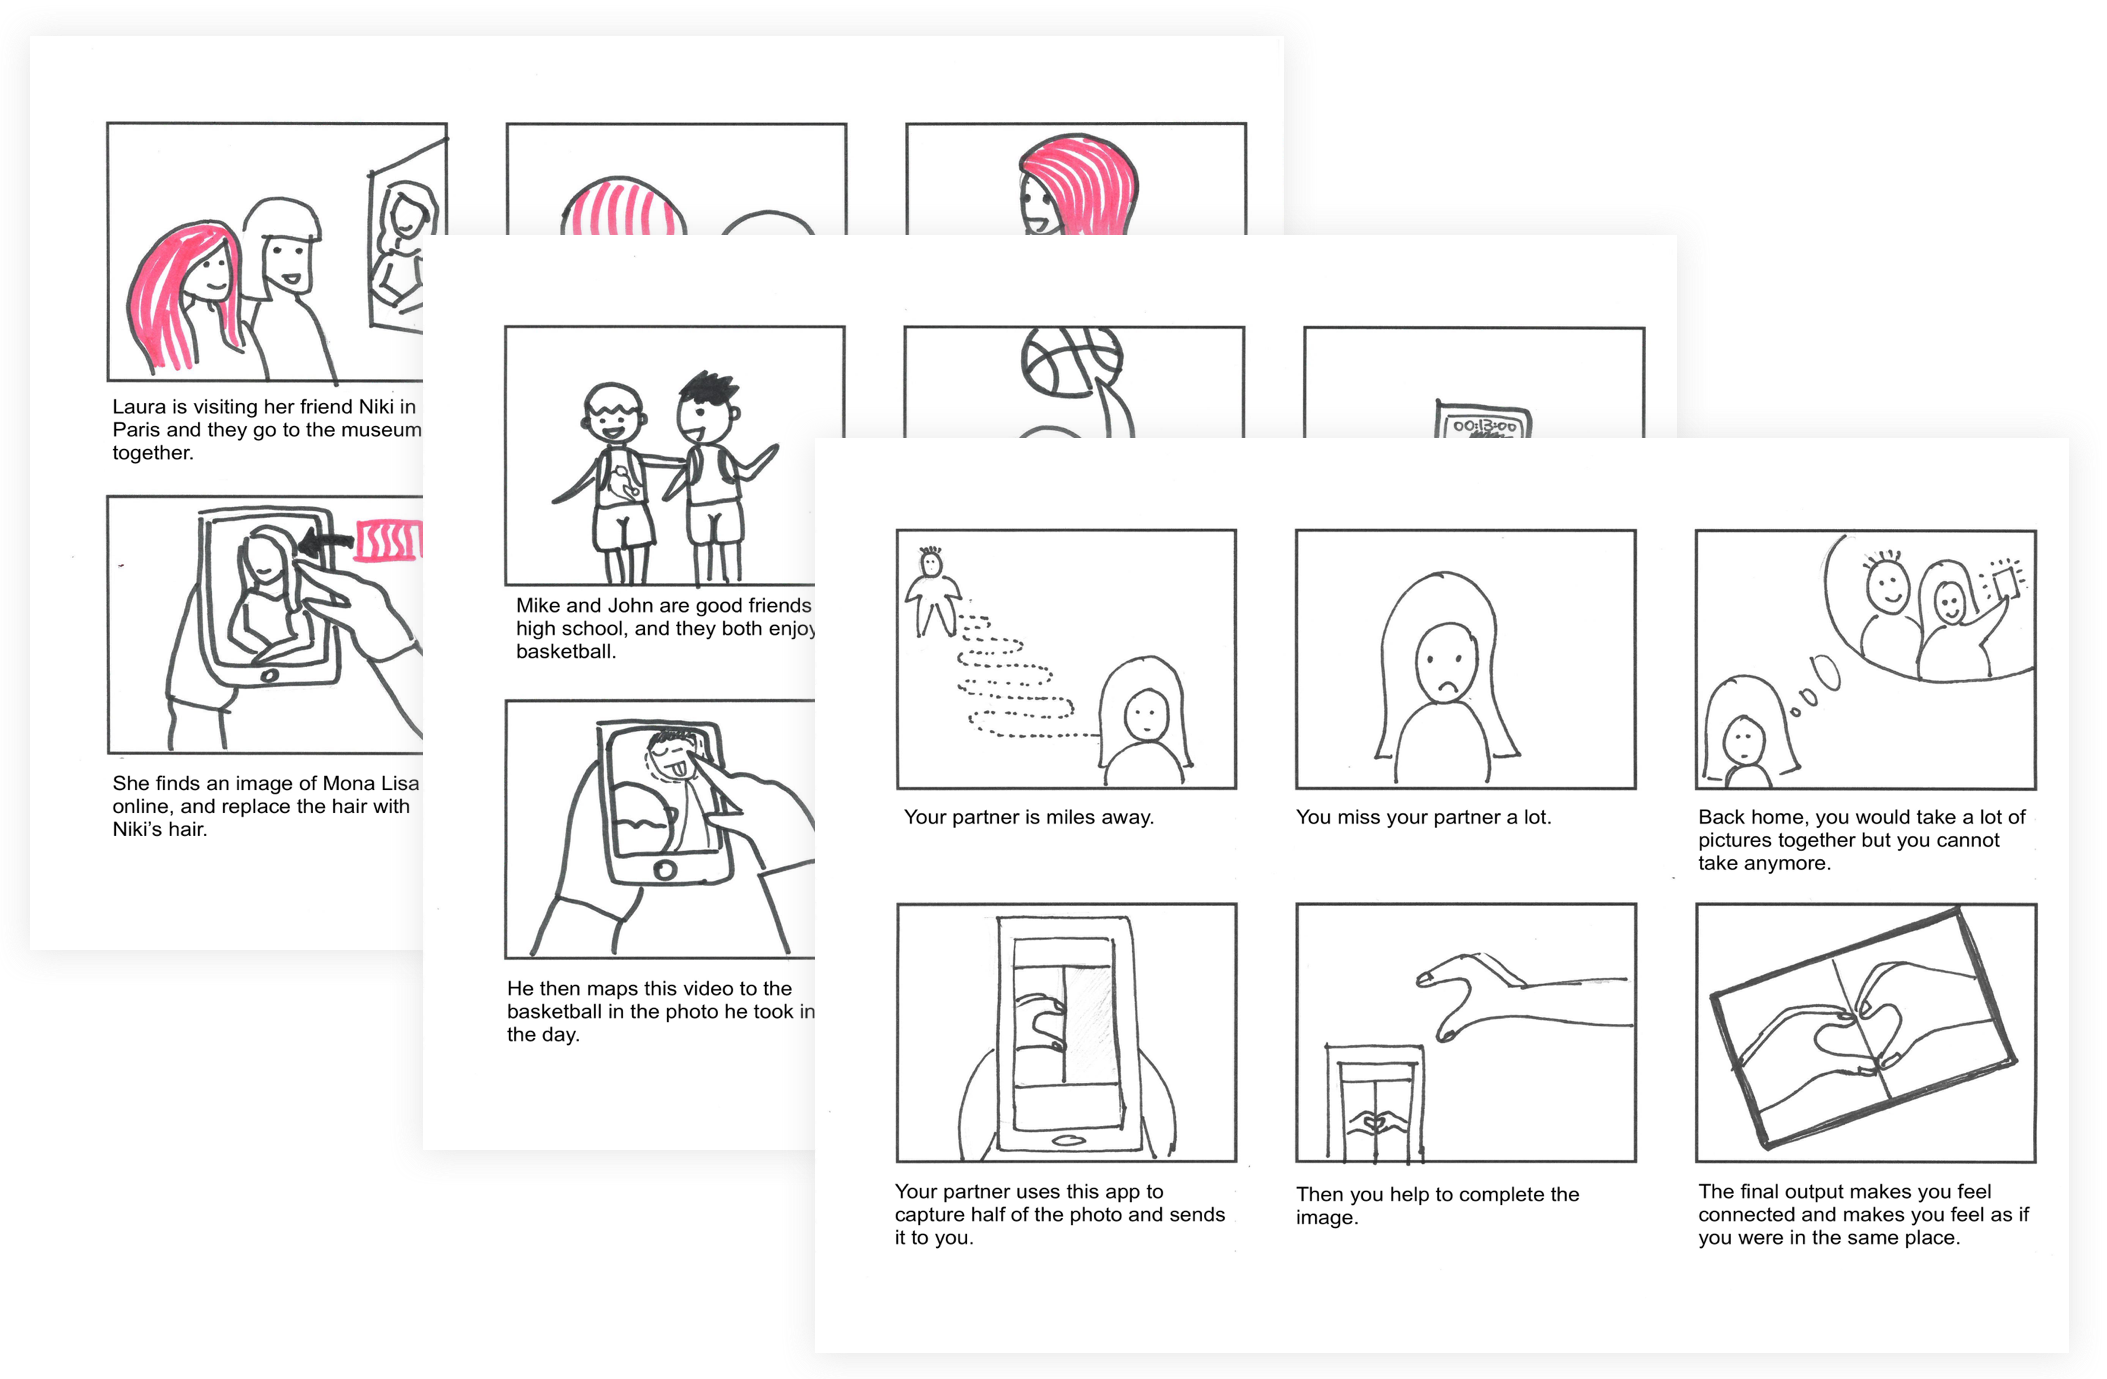 Laura is visiting her friend Niki in
Paris and they go to the museum
together.
She finds an image of Mona Lisa
online, and replace the hair with
Niki's hair.
00:13:00
Mike and John are good friends
high school, and they both enjoy
basketball.
He then maps this video to the
basketball in the photo he took in
the day.
Your partner is miles away.
You miss your partner a lot.
Back home, you would take a lot of
pictures together but you cannot
take anymore.
Your partner uses this app to
capture half of the photo and sends
it to you.
Then you help to complete the
image.
The final output makes you feel
connected and makes you feel as if
you were in the same place.